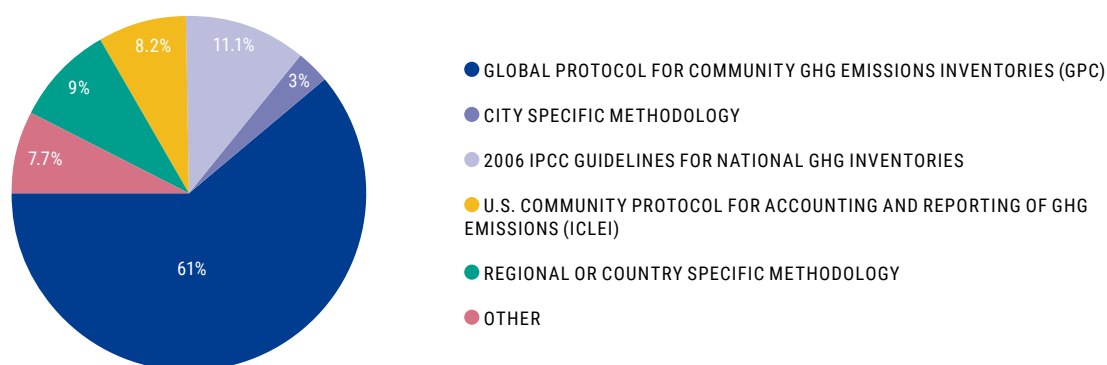 8.2%
11.1%
9%
3%
7.7%
61%
GLOBAL PROTOCOL FOR COMMUNITY GHG EMISSIONS INVENTORIES (GPC)
CITY SPECIFIC METHODOLOGY
2006 IPCC GUIDELINES FOR NATIONAL GHG INVENTORIES
U.S. COMMUNITY PROTOCOL FOR ACCOUNTING AND REPORTING OF GHG
EMISSIONS (ICLEI)
REGIONAL OR COUNTRY SPECIFIC METHODOLOGY
OTHER